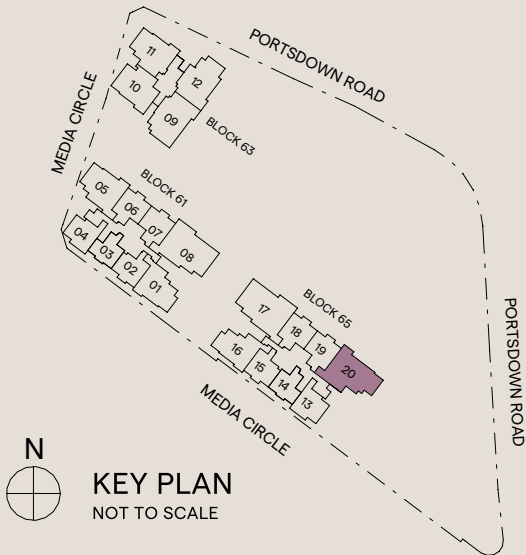 PORTSDOWN ROAD
MEDIA CIRCLE
11
12
10
09
BLOCK 63
BLOCK 61
05
06
07
08
04
03
02
01
BLOCK 65
17
18
19
20
16
15
14
13
MEDIA CIRCLE
PORTSDOWN ROAD
N
KEY PLAN
NOT TO SCALE